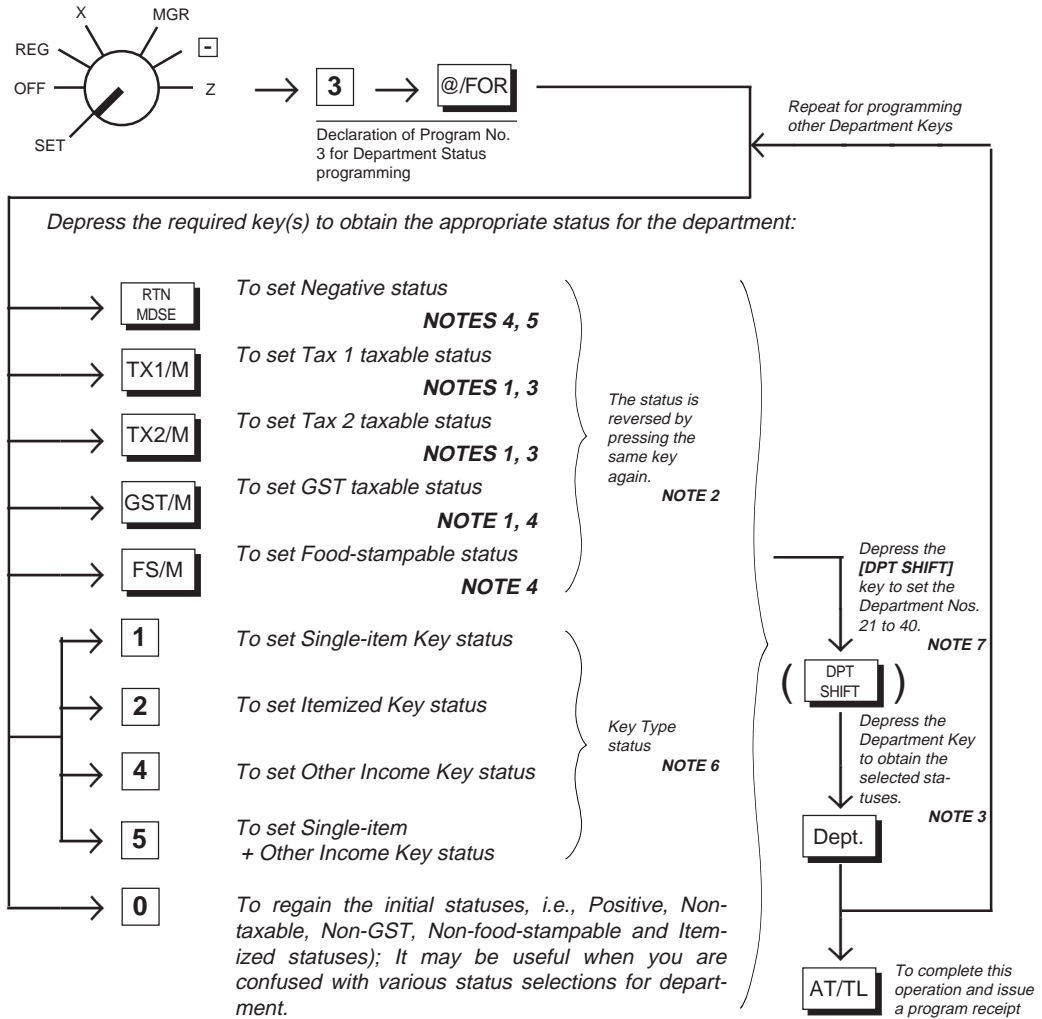 X
MGR
REG
-
OFF
Z
SET
3
@/FOR
Declaration of Program No.
3 for Department Status
programming
Repeat for programming
other Department Keys
Depress the required key(s) to obtain the appropriate status for the department:
RTN
MDSE
To set Negative status
NOTES 4, 5
TX1/M
To set Tax 1 taxable status
NOTES 1, 3
TX2/M
To set Tax 2 taxable status
NOTES 1, 3
GST/M
To set GST taxable status
NOTE 1, 4
FS/M
To set Food-stampable status
NOTE 4
The status is
reversed by
pressing the
same key
again.
NOTE 2
1
To set Single-item Key status
2
To set Itemized Key status
4
To set Other Income Key status
5
To set Single-item
+ Other Income Key status
Key Type
status
NOTE 6
0
To regain the initial statuses, i.e., Positive, Non-
taxable, Non-GST, Non-food-stampable and Item-
ized statuses); It may be useful when you are
confused with various status selections for depart-
ment.
Depress the
[DPT SHIFT]
key to set the
Department Nos.
21 to 40.
NOTE 7
( DPT
SHIFT )
Depress the
Department Key
to obtain the
selected sta-
tuses.
NOTE 3
Dept.
AT/TL
To complete this
operation and issue
a program receipt